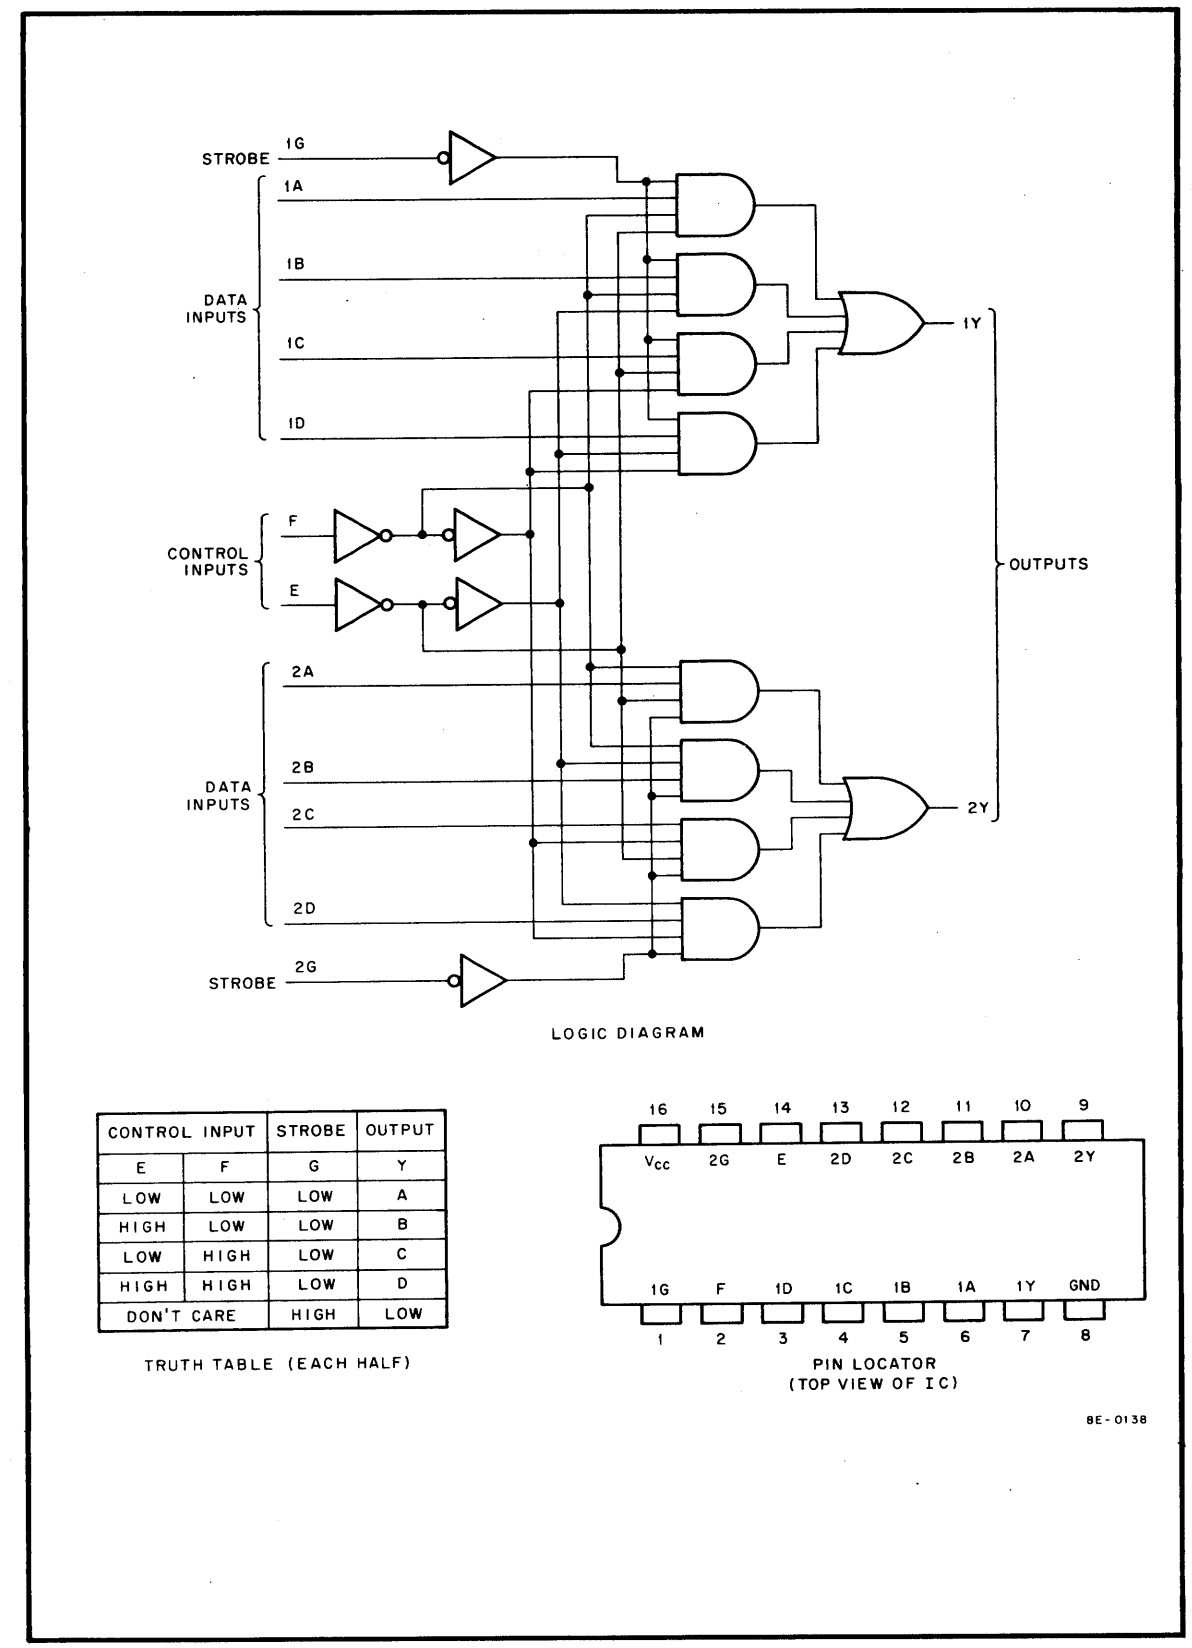 1G
STROBE
1A
1B
DATA
INPUTS
1Y
1C
1D
F
CONTROL
INPUTS
OUTPUTS
E
2A
2B
DATA
INPUTS
2Y
2C
2D
2G
STROBE
LOGIC DIAGRAM
CONTROL INPUT STROBE OUTPUT
E F G Y
LOW LOW LOW A
HIGH LOW LOW B
LOW HIGH LOW C
HIGH HIGH LOW D
DON'T CARE HIGH LOW
TRUTH TABLE (EACH HALF)
16 15 14 13 12 11 10 9
VCC 2G E 2D 2C 2B 2A 2Y
1G F 1D 1C 1B 1A 1Y GND
1 2 3 4 5 6 7 8
PIN LOCATOR
(TOP VIEW OF IC)
8E-0138